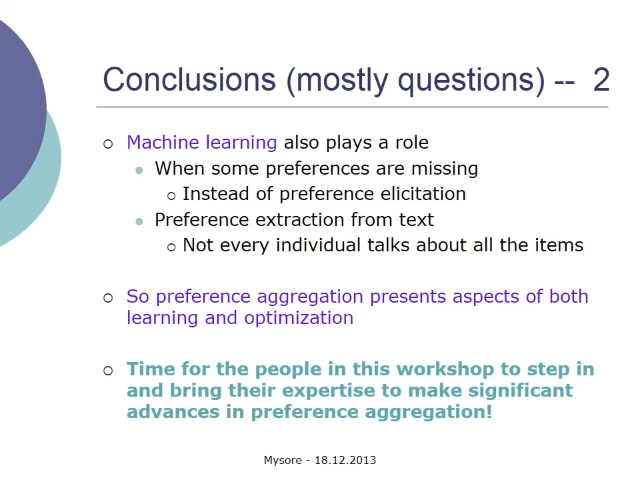 Conclusions (mostly questions) -- 2
Machine learning also plays a role
When some preferences are missing
Instead of preference elicitation
Preference extraction from text
Not every individual talks about all the items
So preference aggregation presents aspects of both
learning and optimization
Time for the people in this workshop to step in
and bring their expertise to make significant
advances in preference aggregation!
Mysore - 18.12.2013